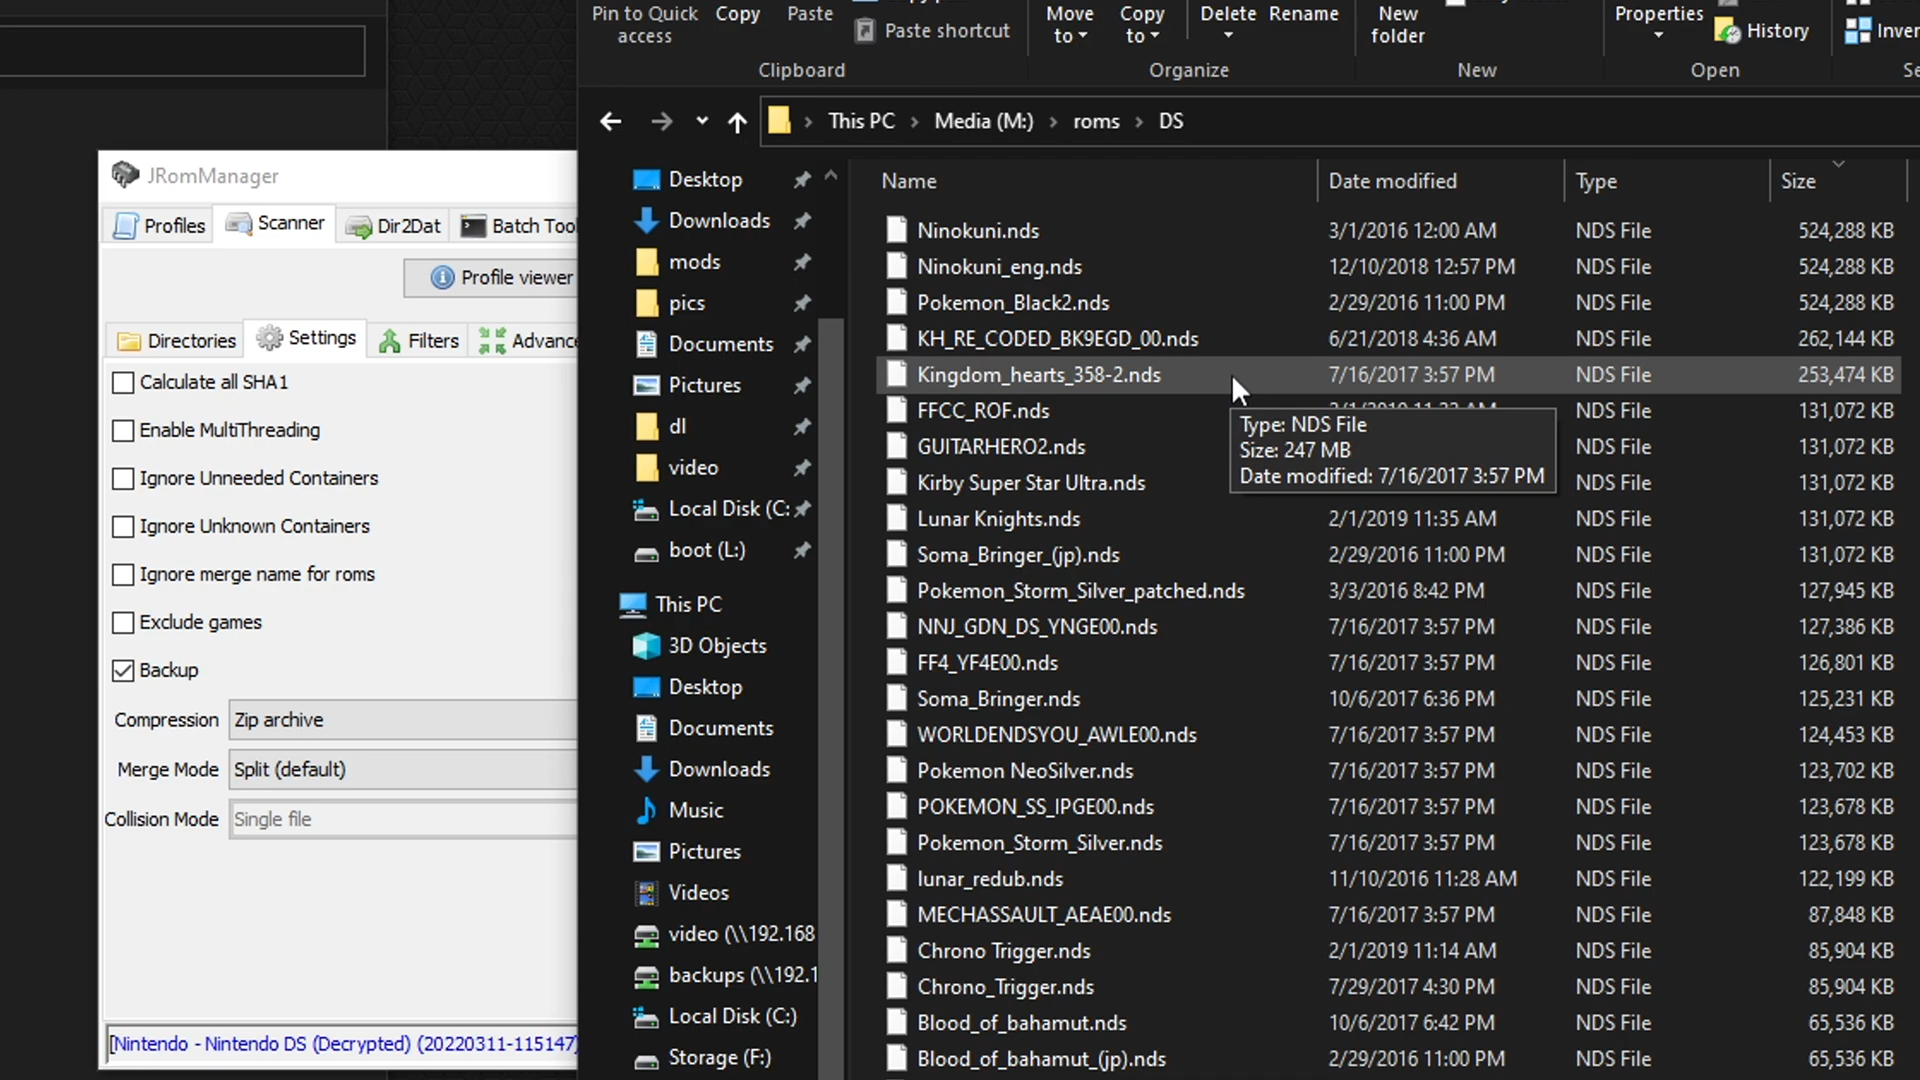 Pin to Quick access
Copy
Paste
Paste shortcut
Clipboard
Move to
Copy to
Delete
Rename
Organize
New folder
New
Properties
History
Open
Inver
Se
This PC > Media (M:) > roms > DS
JRomManager
Profiles
Scanner
Dir2Dat
Batch Tool
Profile viewer
Directories
Settings
Filters
Advance
Calculate all SHA1
Enable MultiThreading
Ignore Unneeded Containers
Ignore Unknown Containers
Ignore merge name for roms
Exclude games
Backup
Compression Zip archive
Merge Mode Split (default)
Collision Mode Single file
[Nintendo - Nintendo DS (Decrypted) (20220311-115147)
Desktop
Downloads
mods
pics
Documents
Pictures
dl
video
Local Disk (C:
boot (L:)
This PC
3D Objects
Desktop
Documents
Downloads
Music
Pictures
Videos
video (\\192.168
backups (\\192.1
Local Disk (C:)
Storage (F:)
Name Date modified Type Size
Ninokuni.nds 3/1/2016 12:00 AM NDS File 524,288 KB
Ninokuni_eng.nds 12/10/2018 12:57 PM NDS File 524,288 KB
Pokemon_Black2.nds 2/29/2016 11:00 PM NDS File 524,288 KB
KH_RE_CODED_BK9EGD_00.nds 6/21/2018 4:36 AM NDS File 262,144 KB
Kingdom_hearts_358-2.nds 7/16/2017 3:57 PM NDS File 253,474 KB
FFCC_ROF.nds NDS File 131,072 KB
GUITARHERO2.nds NDS File 131,072 KB
Kirby Super Star Ultra.nds NDS File 131,072 KB
Type: NDS File
Size: 247 MB
Date modified: 7/16/2017 3:57 PM
Lunar Knights.nds 2/1/2019 11:35 AM NDS File 131,072 KB
Soma_Bringer_(jp).nds 2/29/2016 11:00 PM NDS File 131,072 KB
Pokemon_Storm_Silver_patched.nds 3/3/2016 8:42 PM NDS File 127,945 KB
NNJ_GDN_DS_YNGE00.nds 7/16/2017 3:57 PM NDS File 127,386 KB
FF4_YF4E00.nds 7/16/2017 3:57 PM NDS File 126,801 KB
Soma_Bringer.nds 10/6/2017 6:36 PM NDS File 125,231 KB
WORLDENDSYOU_AWLE00.nds 7/16/2017 3:57 PM NDS File 124,453 KB
Pokemon NeoSilver.nds 7/16/2017 3:57 PM NDS File 123,702 KB
POKEMON_SS_IPGE00.nds 7/16/2017 3:57 PM NDS File 123,678 KB
Pokemon_Storm_Silver.nds 7/16/2017 3:57 PM NDS File 123,678 KB
lunar_redub.nds 11/10/2016 11:28 AM NDS File 122,199 KB
MECHASSAULT_AEAE00.nds 7/16/2017 3:57 PM NDS File 87,848 KB
Chrono Trigger.nds 2/1/2019 11:14 AM NDS File 85,904 KB
Chrono_Trigger.nds 7/29/2017 4:30 PM NDS File 85,904 KB
Blood_of_bahamut.nds 10/6/2017 6:42 PM NDS File 65,536 KB
Blood_of_bahamut_(jp).nds 2/29/2016 11:00 PM NDS File 65,536 KB